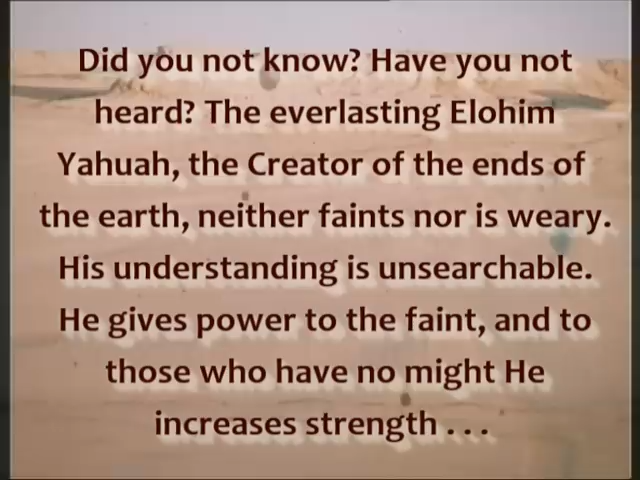 Did you not know? Have you not
heard? The everlasting Elohim
Yahuah, the Creator of the ends of
the earth, neither faints nor is weary.
His understanding is unsearchable.
He gives power to the faint, and to
those who have no might He
increases strength . . .